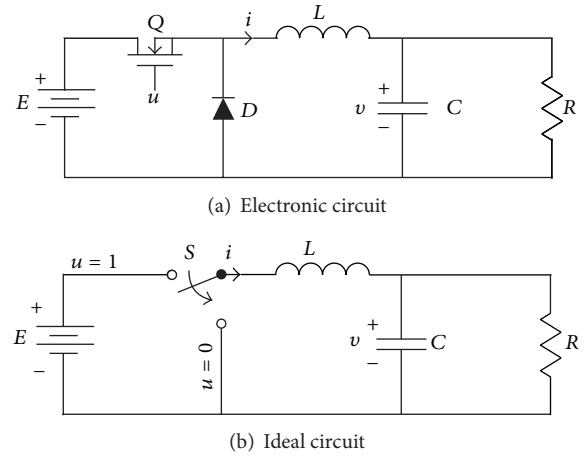 Q
i
L
E
+
−
u
D
υ
+
−
C
R
(a) Electronic circuit
u = 1
S
i
L
E
+
−
u = 0
υ
+
−
C
R
(b) Ideal circuit